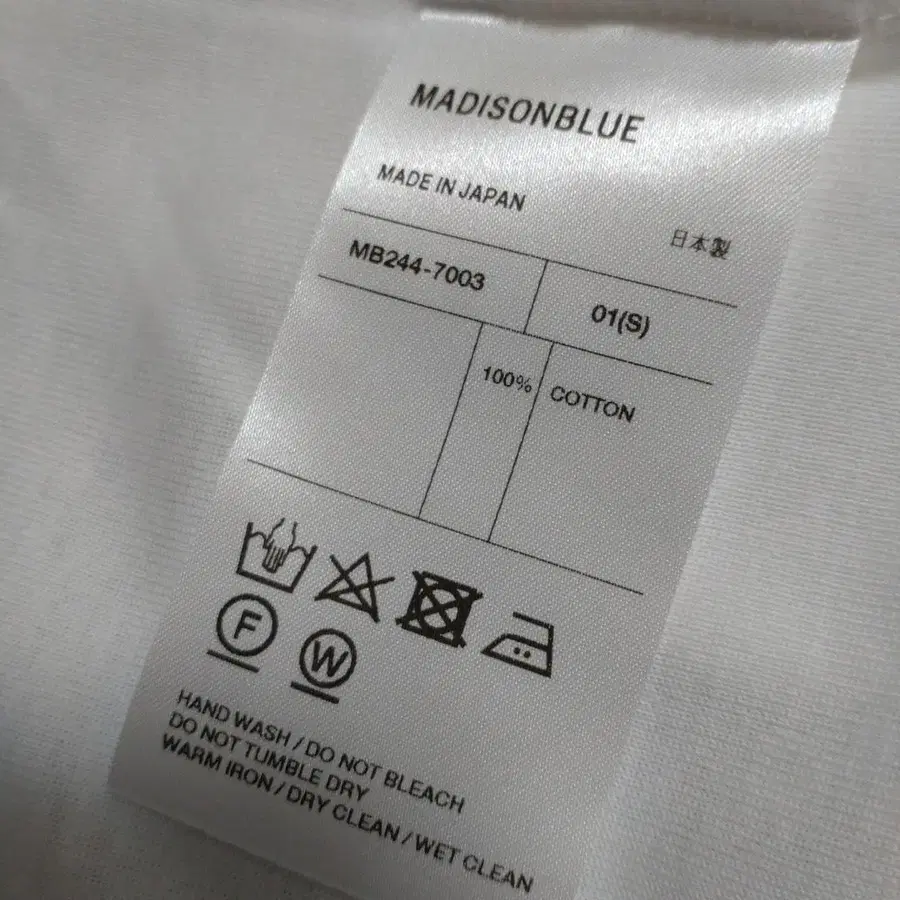 MADISONBLUE
MADE IN JAPAN
日本製
MB244-7003 01(S)
100% COTTON
F W
HAND WASH / DO NOT BLEACH
DO NOT TUMBLE DRY
WARM IRON / DRY CLEAN / WET CLEAN